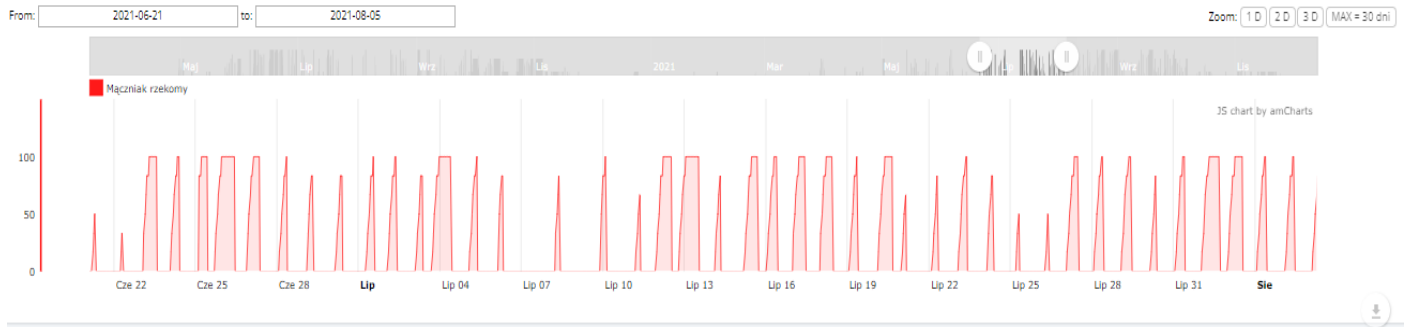 From: 2021-06-21 to: 2021-08-05 Zoom: 1 D 2 D 3 D MAX = 30 dni
Maj Lip Wrz Lis 2021 Mar Maj Lip Wrz Lis
Mączniak rzekomy
JS chart by amCharts
100
50
0
Cze 22 Cze 25 Cze 28 Lip Lip 04 Lip 07 Lip 10 Lip 13 Lip 16 Lip 19 Lip 22 Lip 25 Lip 28 Lip 31 Sie